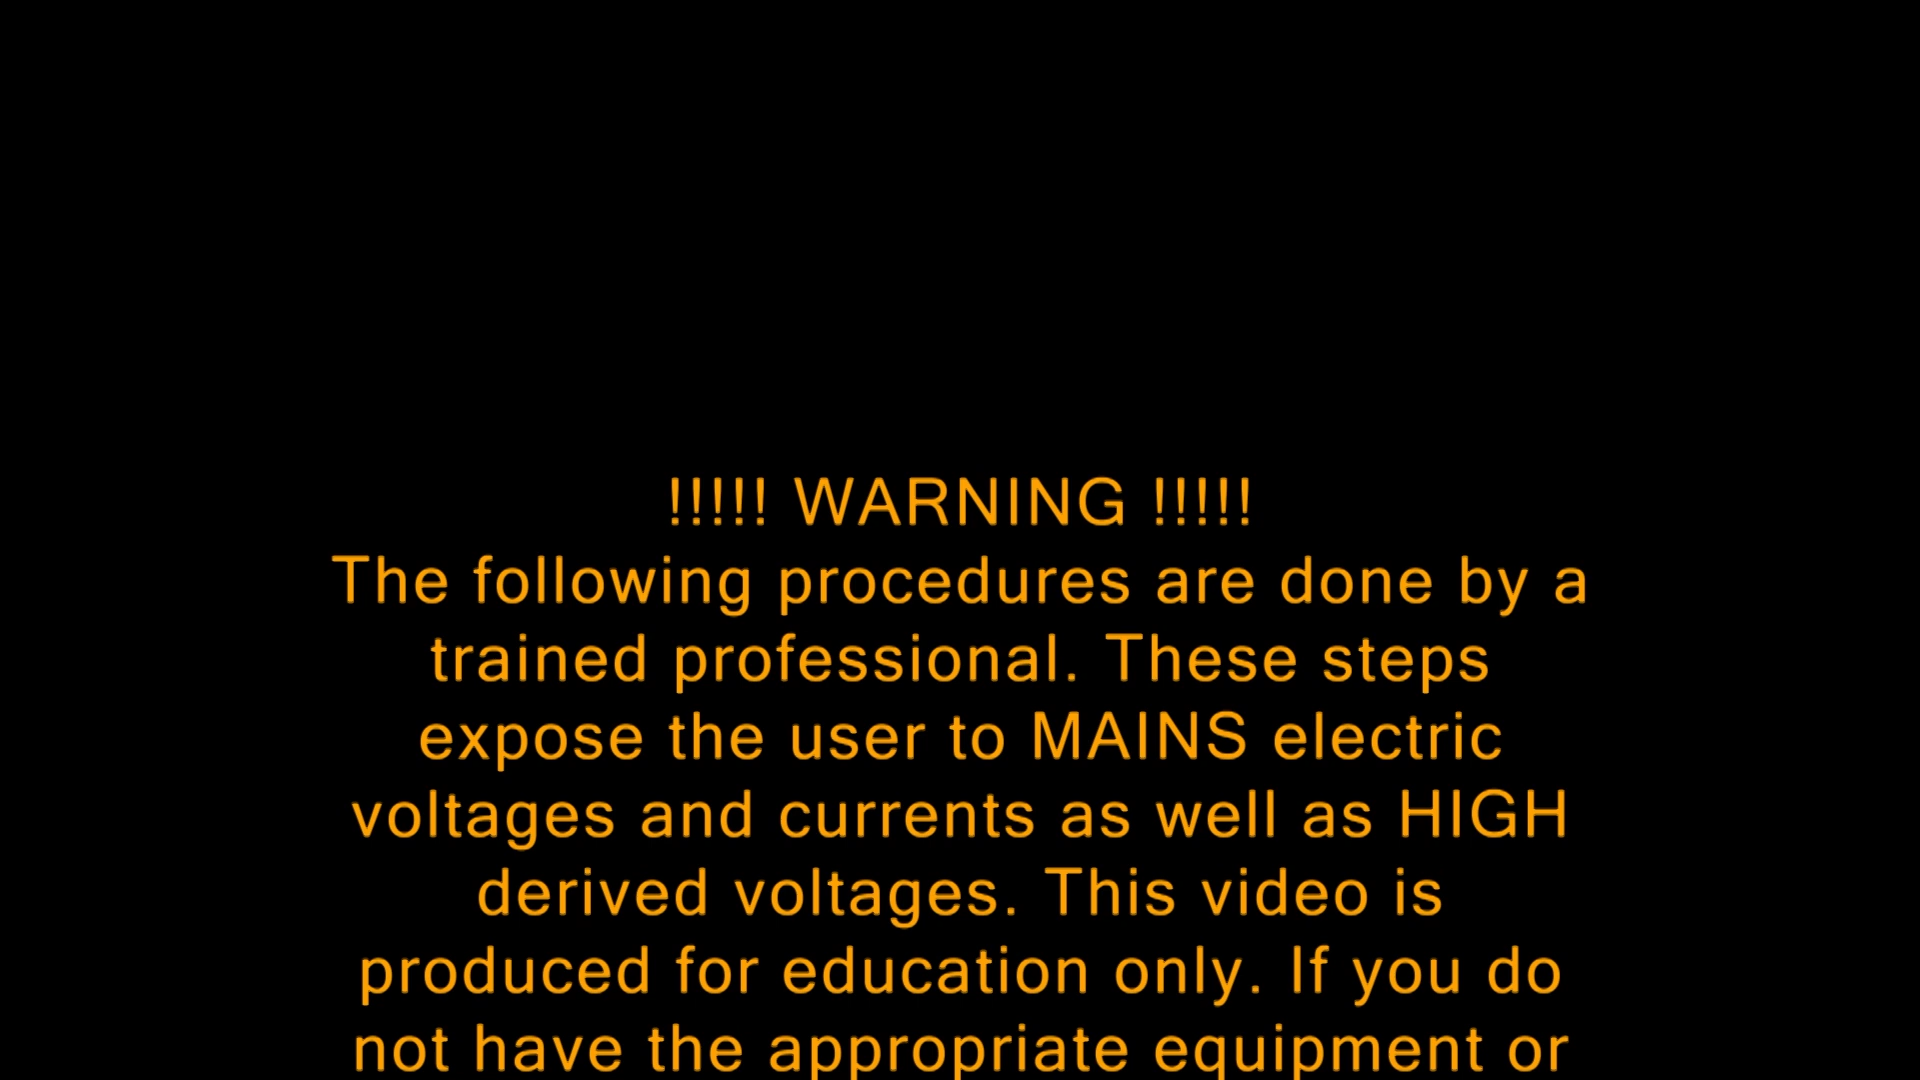 !!!!! WARNING !!!!!
The following procedures are done by a
trained professional. These steps
expose the user to MAINS electric
voltages and currents as well as HIGH
derived voltages. This video is
produced for education only. If you do
not have the appropriate equipment or